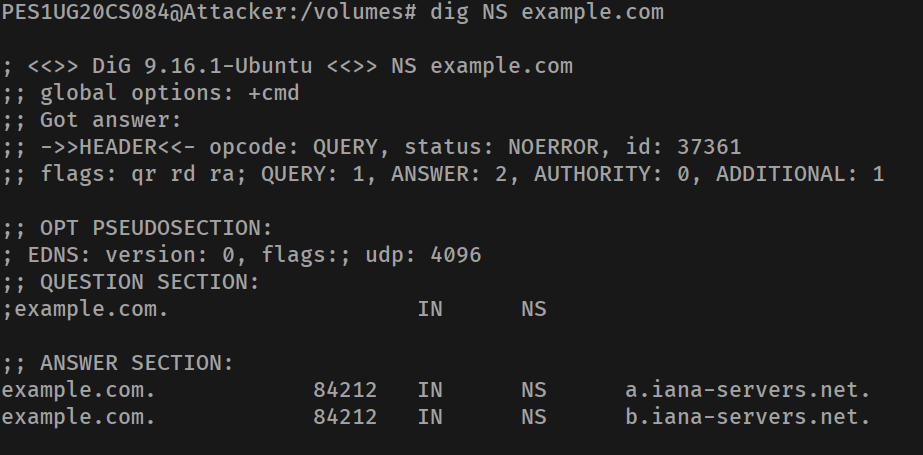 PES1UG20CS084@Attacker:/volumes# dig NS example.com
; <<>> DiG 9.16.1-Ubuntu <<>> NS example.com
;; global options: +cmd
;; Got answer:
;; ->>HEADER<<- opcode: QUERY, status: NOERROR, id: 37361
;; flags: qr rd ra; QUERY: 1, ANSWER: 2, AUTHORITY: 0, ADDITIONAL: 1
;; OPT PSEUDOSECTION:
; EDNS: version: 0, flags:; udp: 4096
;; QUESTION SECTION:
;example.com. IN NS
;; ANSWER SECTION:
example.com. 84212 IN NS a.iana-servers.net.
example.com. 84212 IN NS b.iana-servers.net.